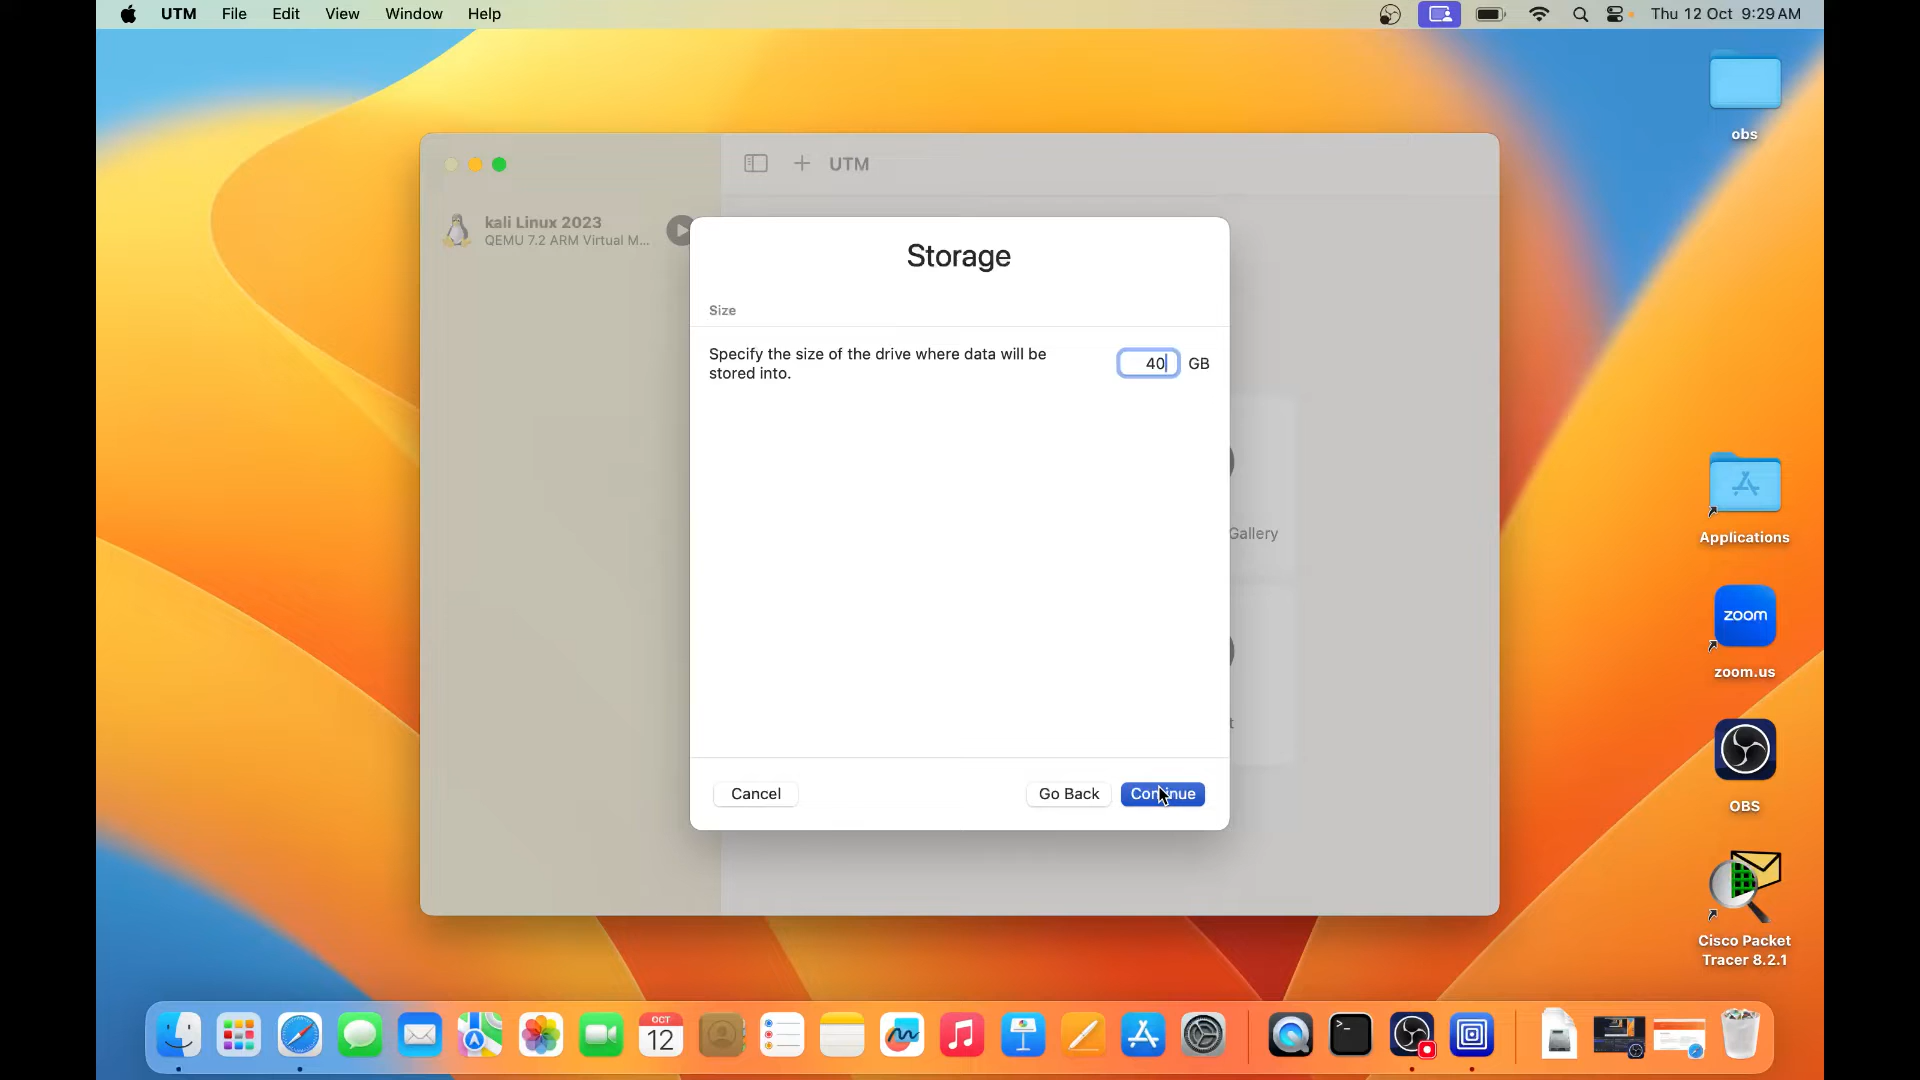 UTM File Edit View Window Help Thu 12 Oct 9:29 AM
obs
UTM
kali Linux 2023
QEMU 7.2 ARM Virtual M...
Storage
Size
Specify the size of the drive where data will be
stored into.
40 GB
Gallery
Applications
zoom
zoom.us
Cancel Go Back Continue
OBS
Cisco Packet
Tracer 8.2.1
OCT
12